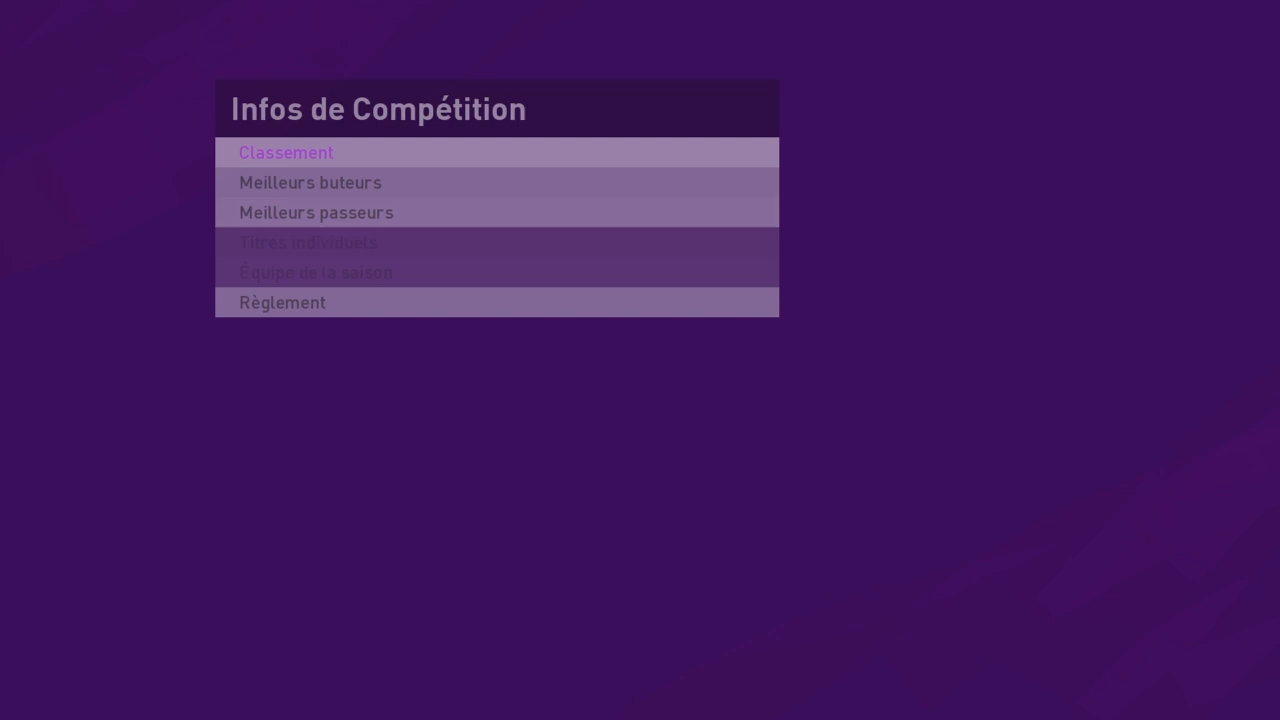 Infos de Compétition
Classement
Meilleurs buteurs
Meilleurs passeurs
Titres individuels
Équipe de la saison
Règlement